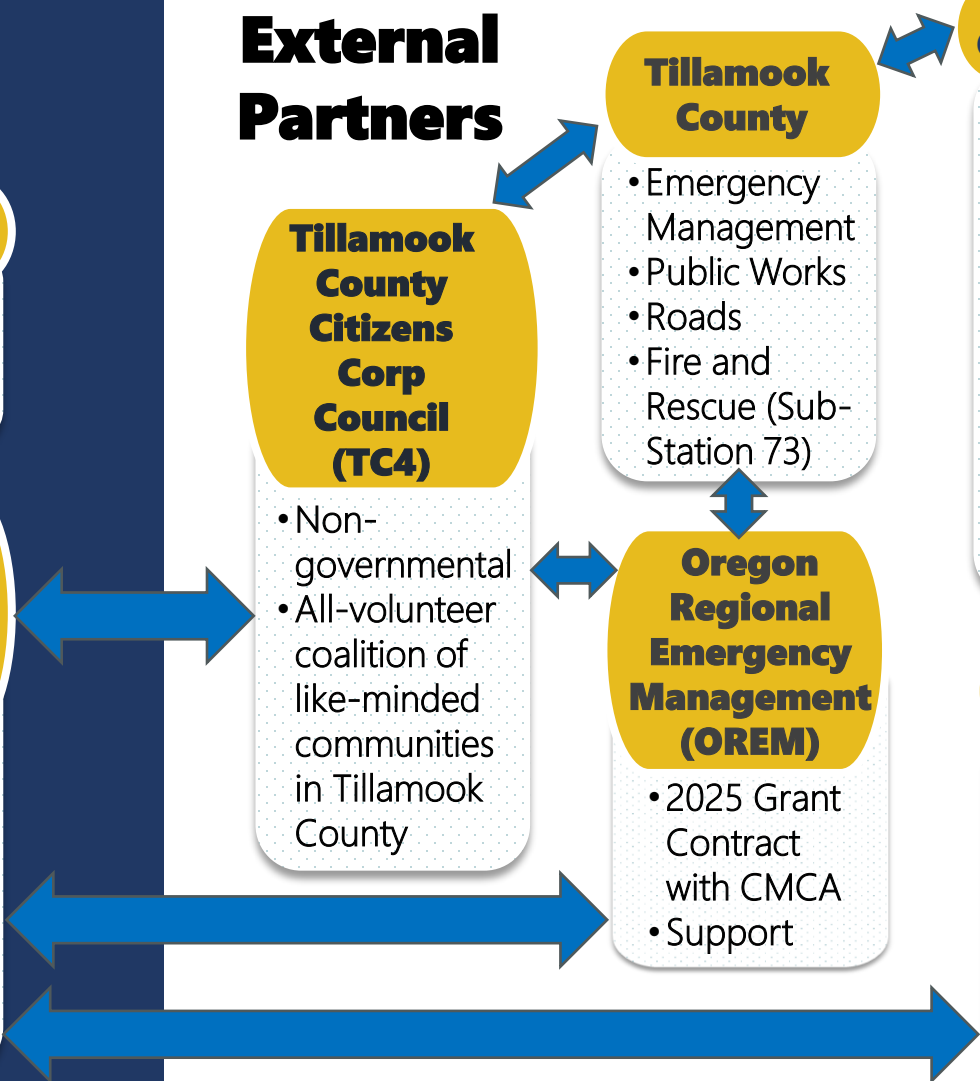 External
Partners
Tillamook
County
• Emergency
Management
• Public Works
• Roads
• Fire and
Rescue (Sub-
Station 73)
Tillamook
County
Citizens
Corp
Council
(TC4)
• Non-
governmental
• All-volunteer
coalition of
like-minded
communities
in Tillamook
County
Oregon
Regional
Emergency
Management
(OREM)
• 2025 Grant
Contract
with CMCA
• Support